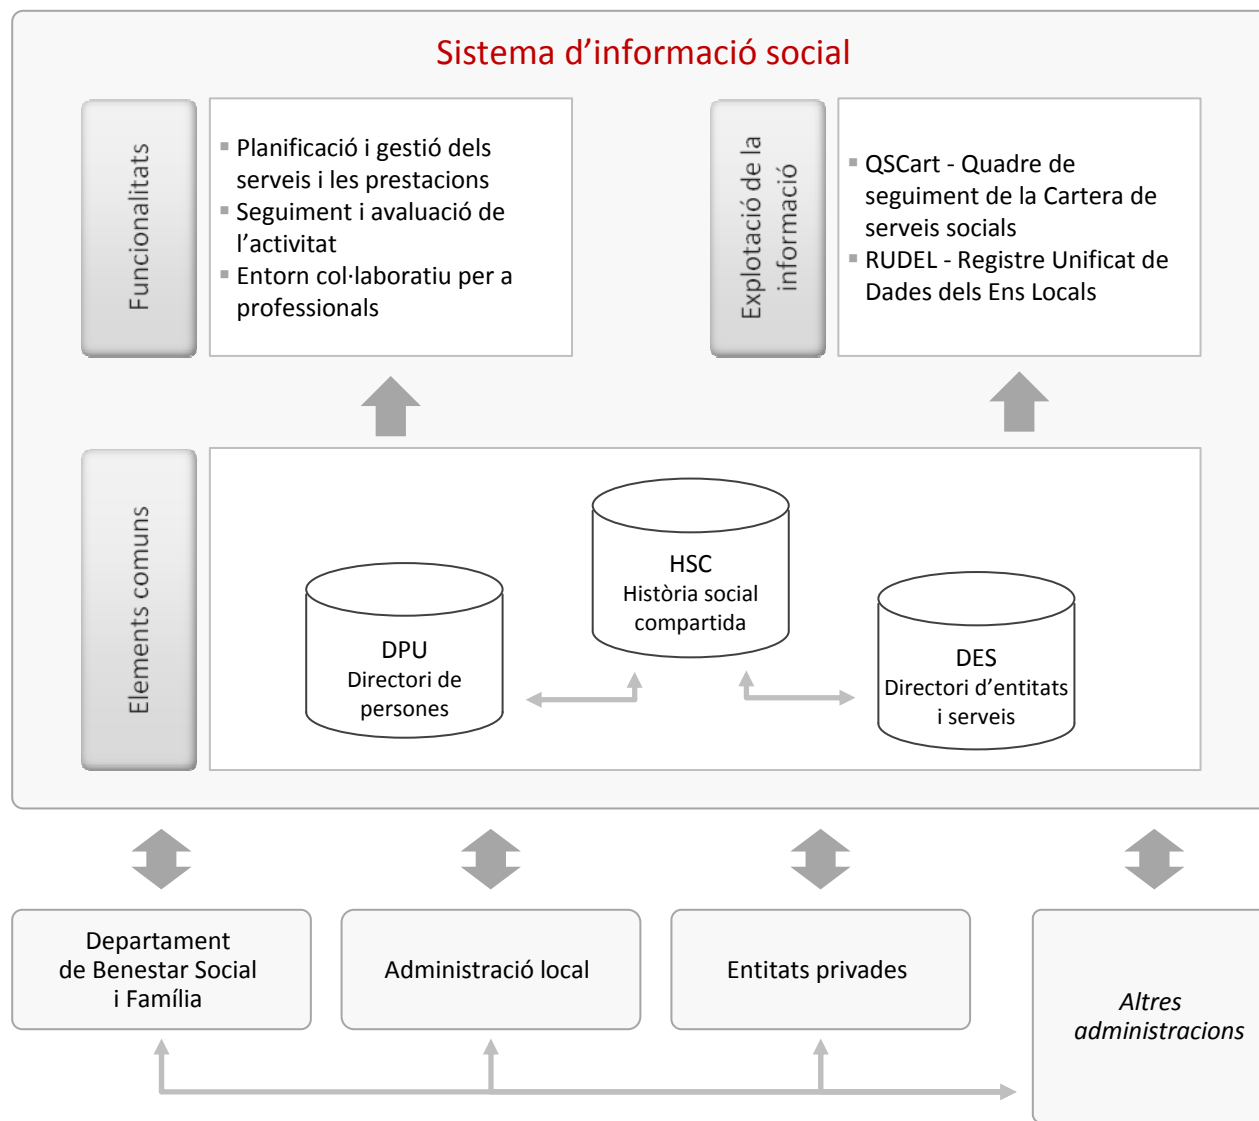 Sistema d’informació social
Funcionalitats
▪ Planificació i gestió dels
serveis i les prestacions
▪ Seguiment i avaluació de
l’activitat
▪ Entorn col·laboratiu per a
professionals
Explotació de la
informació
▪ QSCart - Quadre de
seguiment de la Cartera de
serveis socials
▪ RUDEL - Registre Unificat de
Dades dels Ens Locals
Elements comuns
DPU
Directori de
persones
HSC
Història social
compartida
DES
Directori d’entitats
i serveis
Departament
de Benestar Social
i Família
Administració local
Entitats privades
Altres
administracions